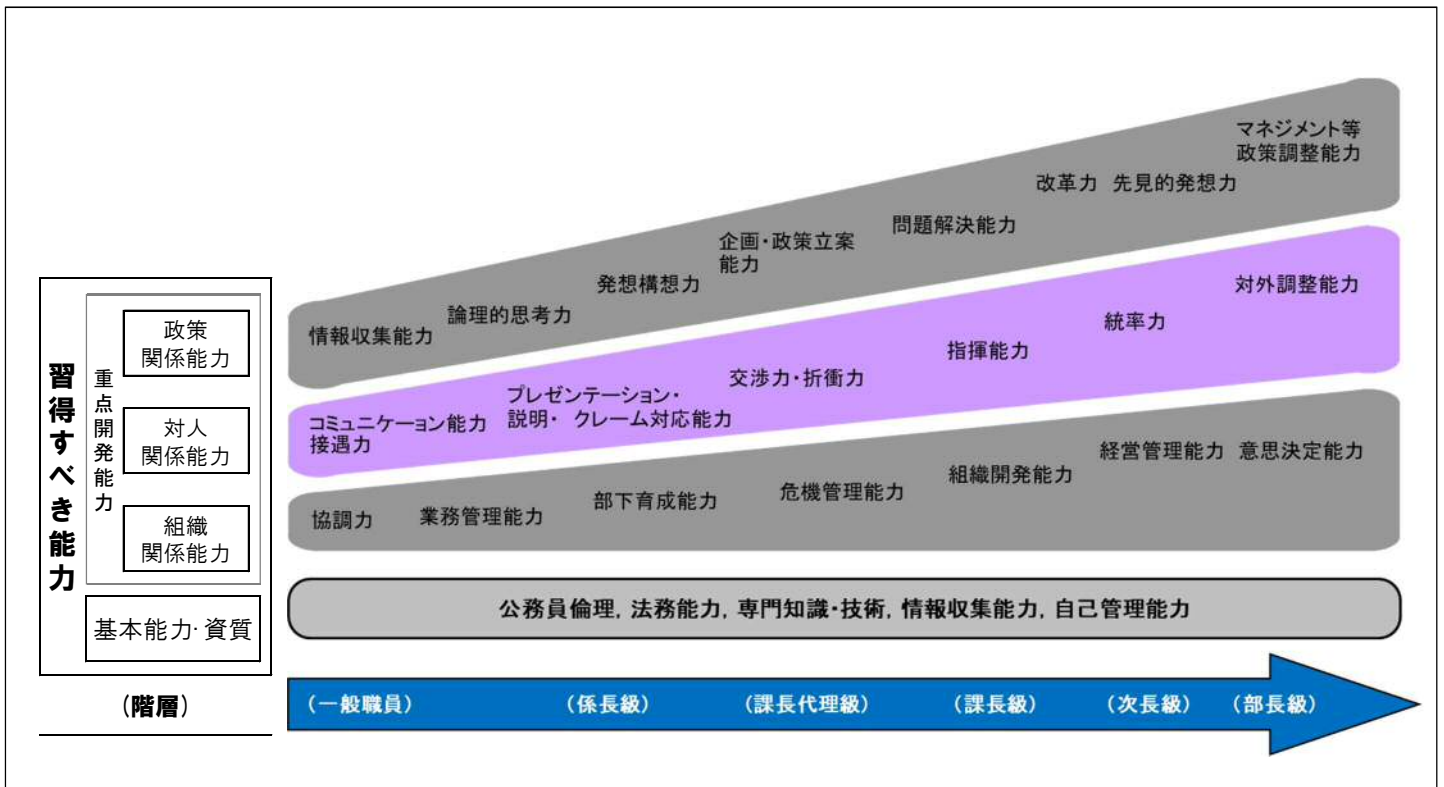 マネジメント等
政策調整能力
改革力 先見的発想力
問題解決能力
企画・政策立案
能力
発想構想力
論理的思考力
情報収集能力
対外調整能力
統率力
指揮能力
交渉力・折衝力
プレゼンテーション・
説明・ クレーム対応能力
コミュニケーョン能力
接遇力
経営管理能力 意思決定能力
組織開発能力
危機管理能力
部下育成能力
業務管理能力
協調力
習得すべき能力
重点開発能力
政策
関係能力
対人
関係能力
組織
関係能力
基本能力・資質
公務員倫理, 法務能力, 専門知識・技術, 情報収集能力, 自己管理能力
(階層)
(一般職員) (係長級) (課長代理級) (課長級) (次長級) (部長級)